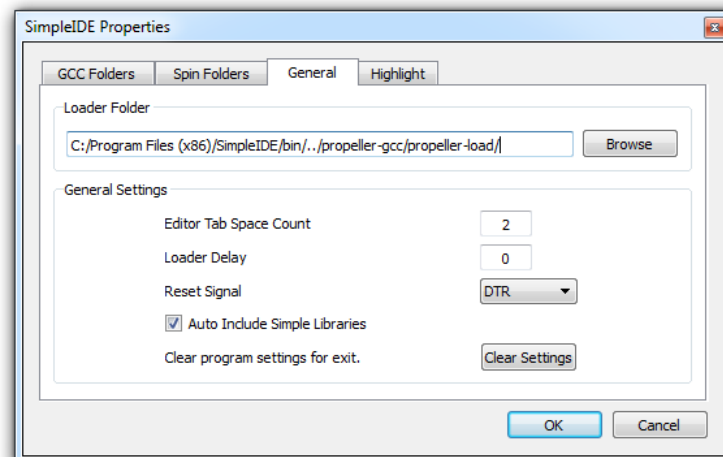 SimpleIDE Properties
GCC Folders Spin Folders General Highlight
Loader Folder
C:/Program Files (x86)/SimpleIDE/bin/../propeller-gcc/propeller-load/ Browse
General Settings
Editor Tab Space Count 2
Loader Delay 0
Reset Signal DTR
Auto Include Simple Libraries
Clear program settings for exit. Clear Settings
OK Cancel